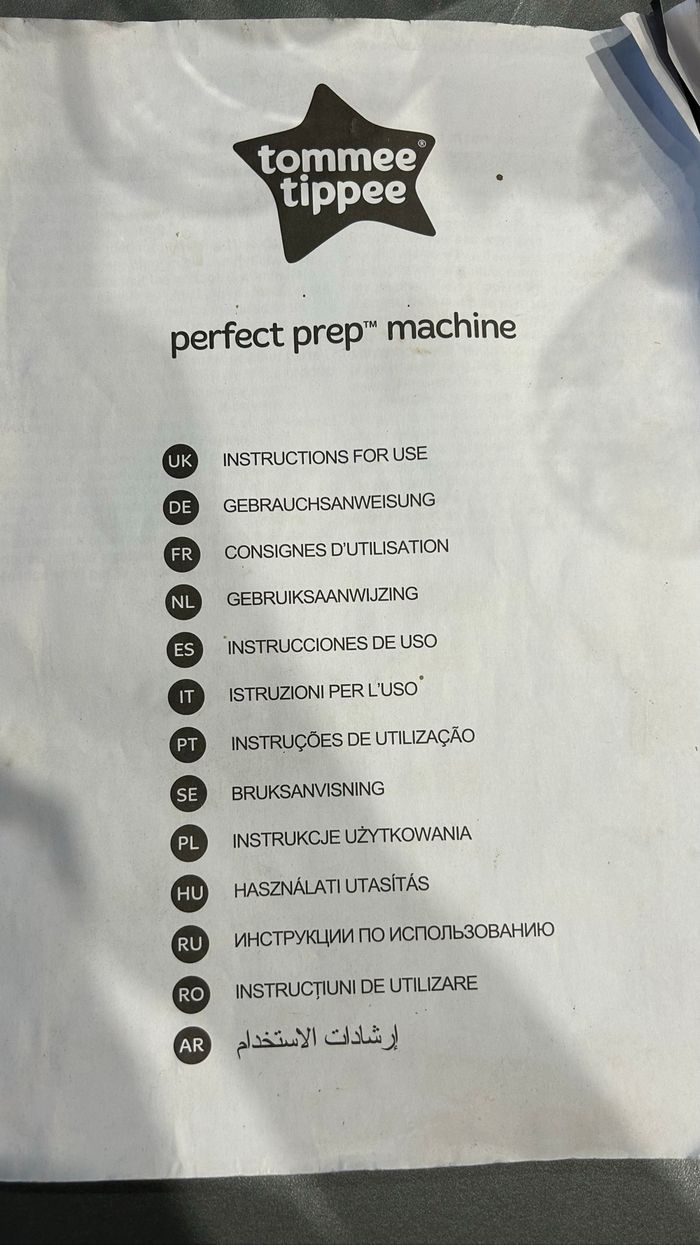 tommee®
tippee
perfect prep™ machine
UK INSTRUCTIONS FOR USE
DE GEBRAUCHSANWEISUNG
FR CONSIGNES D'UTILISATION
NL GEBRUIKSAANWIJZING
ES INSTRUCCIONES DE USO
IT ISTRUZIONI PER L'USO
PT INSTRUÇÕES DE UTILIZAÇÃO
SE BRUKSANVISNING
PL INSTRUKCJE UŻYTKOWANIA
HU HASZNÁLATI UTASÍTÁS
RU ИНСТРУКЦИИ ПО ИСПОЛЬЗОВАНИЮ
RO INSTRUCȚIUNI DE UTILIZARE
AR إرشادات الاستخدام